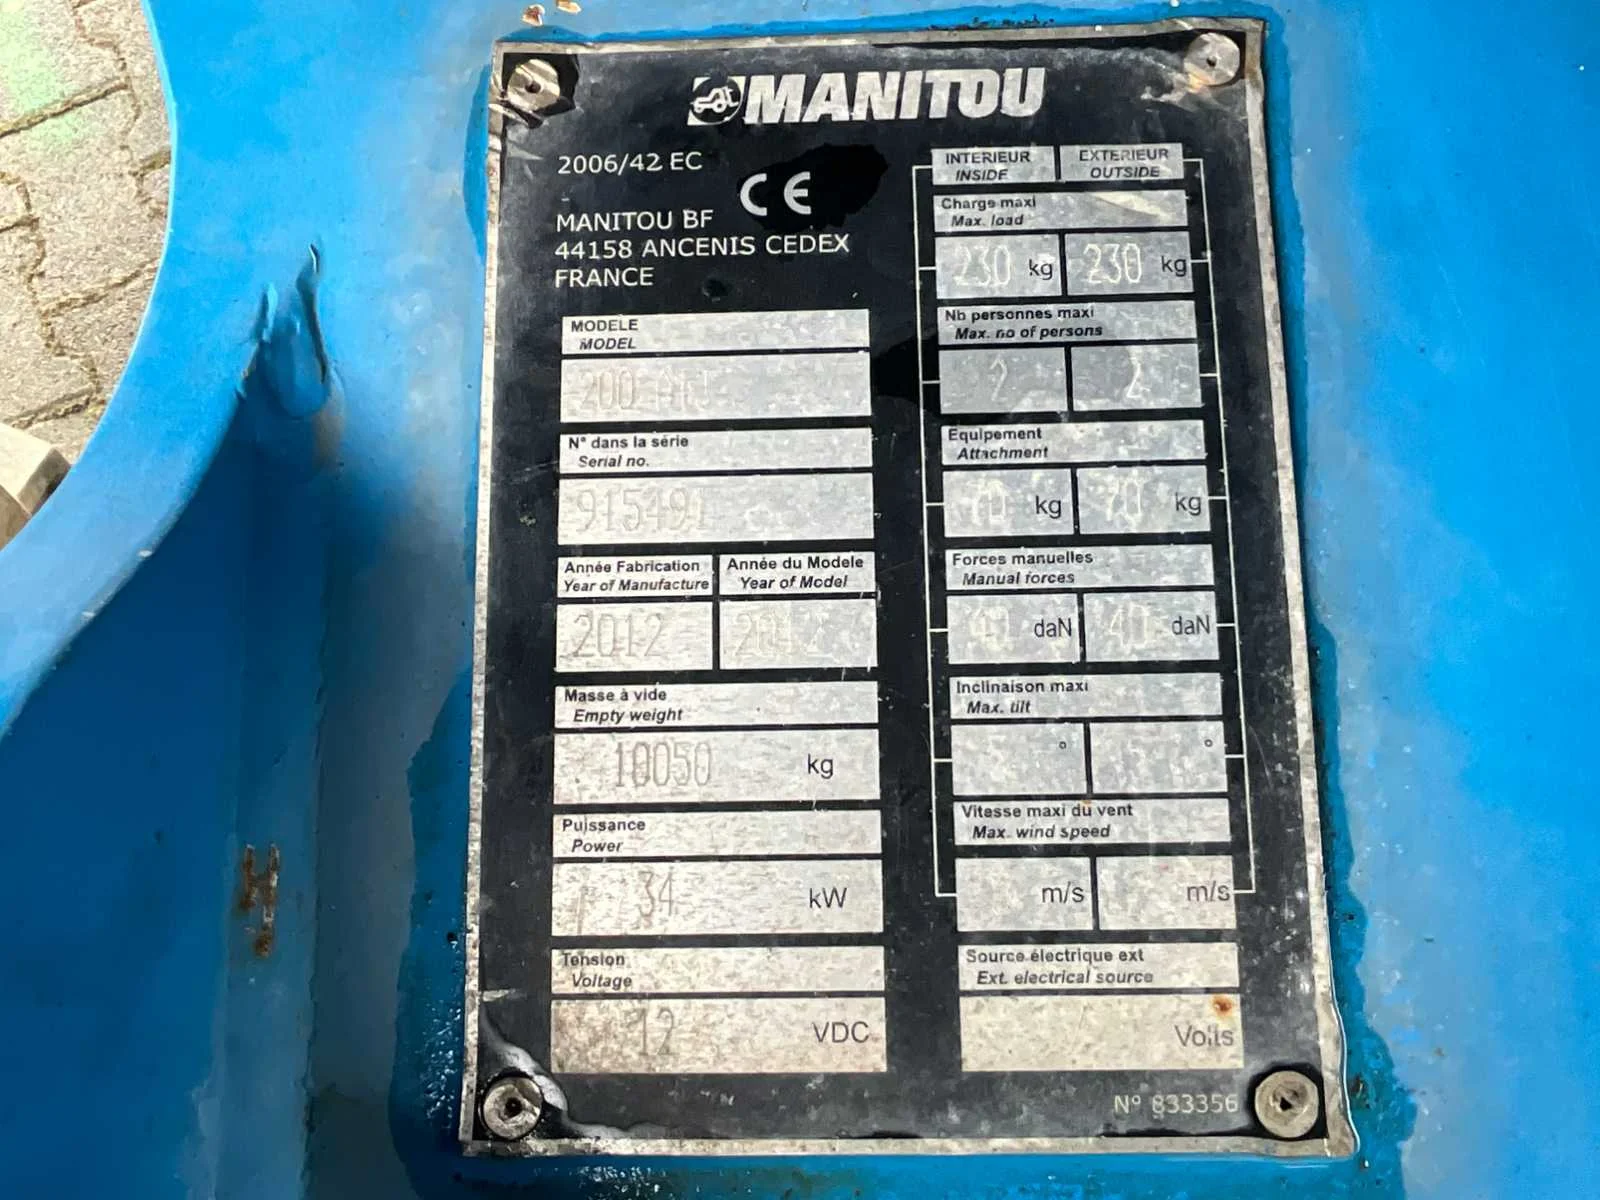 MANITOU
2006/42 EC
CE
MANITOU BF
44158 ANCENIS CEDEX
FRANCE
MODELE
MODEL
200 ATJ
N° dans la série
Serial no.
915491
Année Fabrication
Year of Manufacture
2012
Année du Modele
Year of Model
2012
Masse à vide
Empty weight
10050 kg
Puissance
Power
34 kW
Tension
Voltage
12 VDC
INTERIEUR
INSIDE
EXTERIEUR
OUTSIDE
Charge maxi
Max. load
230 kg 230 kg
Nb personnes maxi
Max. no of persons
2 2
Equipement
Attachment
70 kg 70 kg
Forces manuelles
Manual forces
daN 40 daN
Inclinaison maxi
Max. tilt
° °
Vitesse maxi du vent
Max. wind speed
m/s m/s
Source électrique ext
Ext. electrical source
Volts
N° 833356